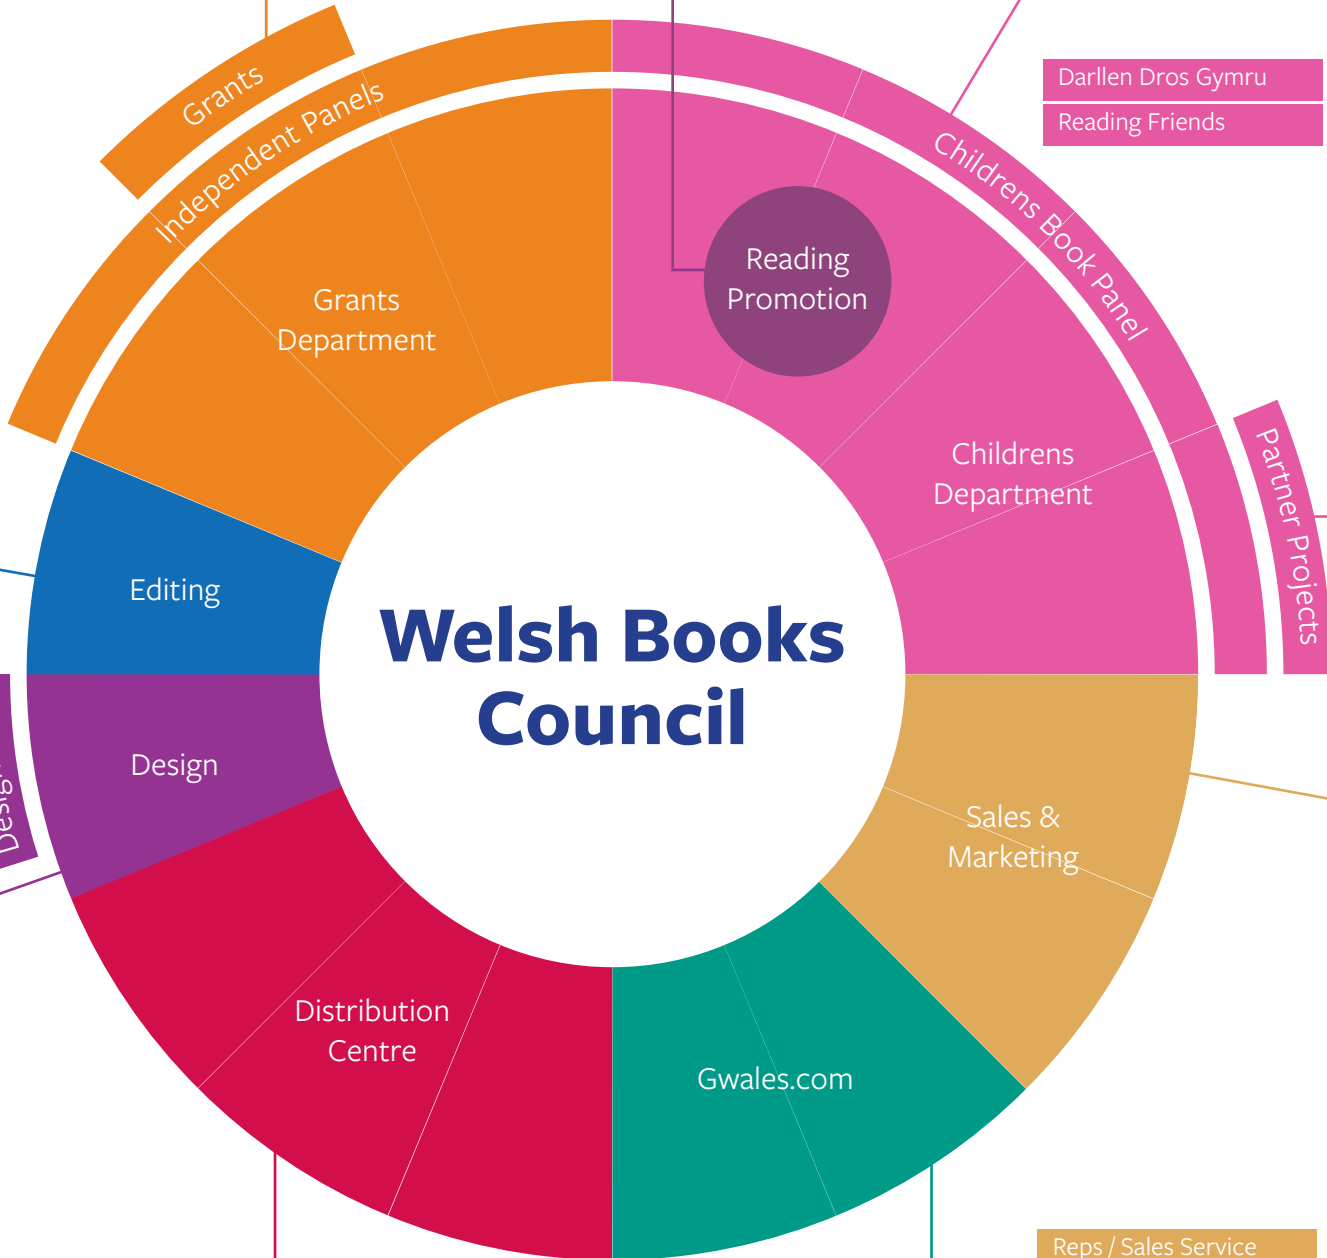 Grants
Independent Panels
Darllen Dros Gymru
Reading Friends
Childrens Book Panel
Reading
Promotion
Grants
Department
Childrens
Department
Partner Projects
Editing
Welsh Books
Council
Design
Design
Sales &
Marketing
Distribution
Centre
Gwales.com
Reps / Sales Service